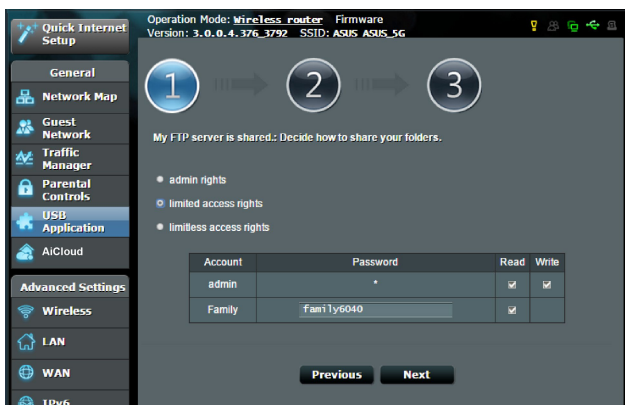 Operation Mode: Wireless router Firmware
Version: 3.0.0.4.376_3792 SSID: ASUS ASUS_5G
Quick Internet
Setup
General
Network Map
Guest
Network
Traffic
Manager
Parental
Controls
USB
Application
AiCloud
Advanced Settings
Wireless
LAN
WAN
IPv6
1
2
3
My FTP server is shared.: Decide how to share your folders.
admin rights
limited access rights
limitless access rights
Account Password Read Write
admin *
Family family6040
Previous Next